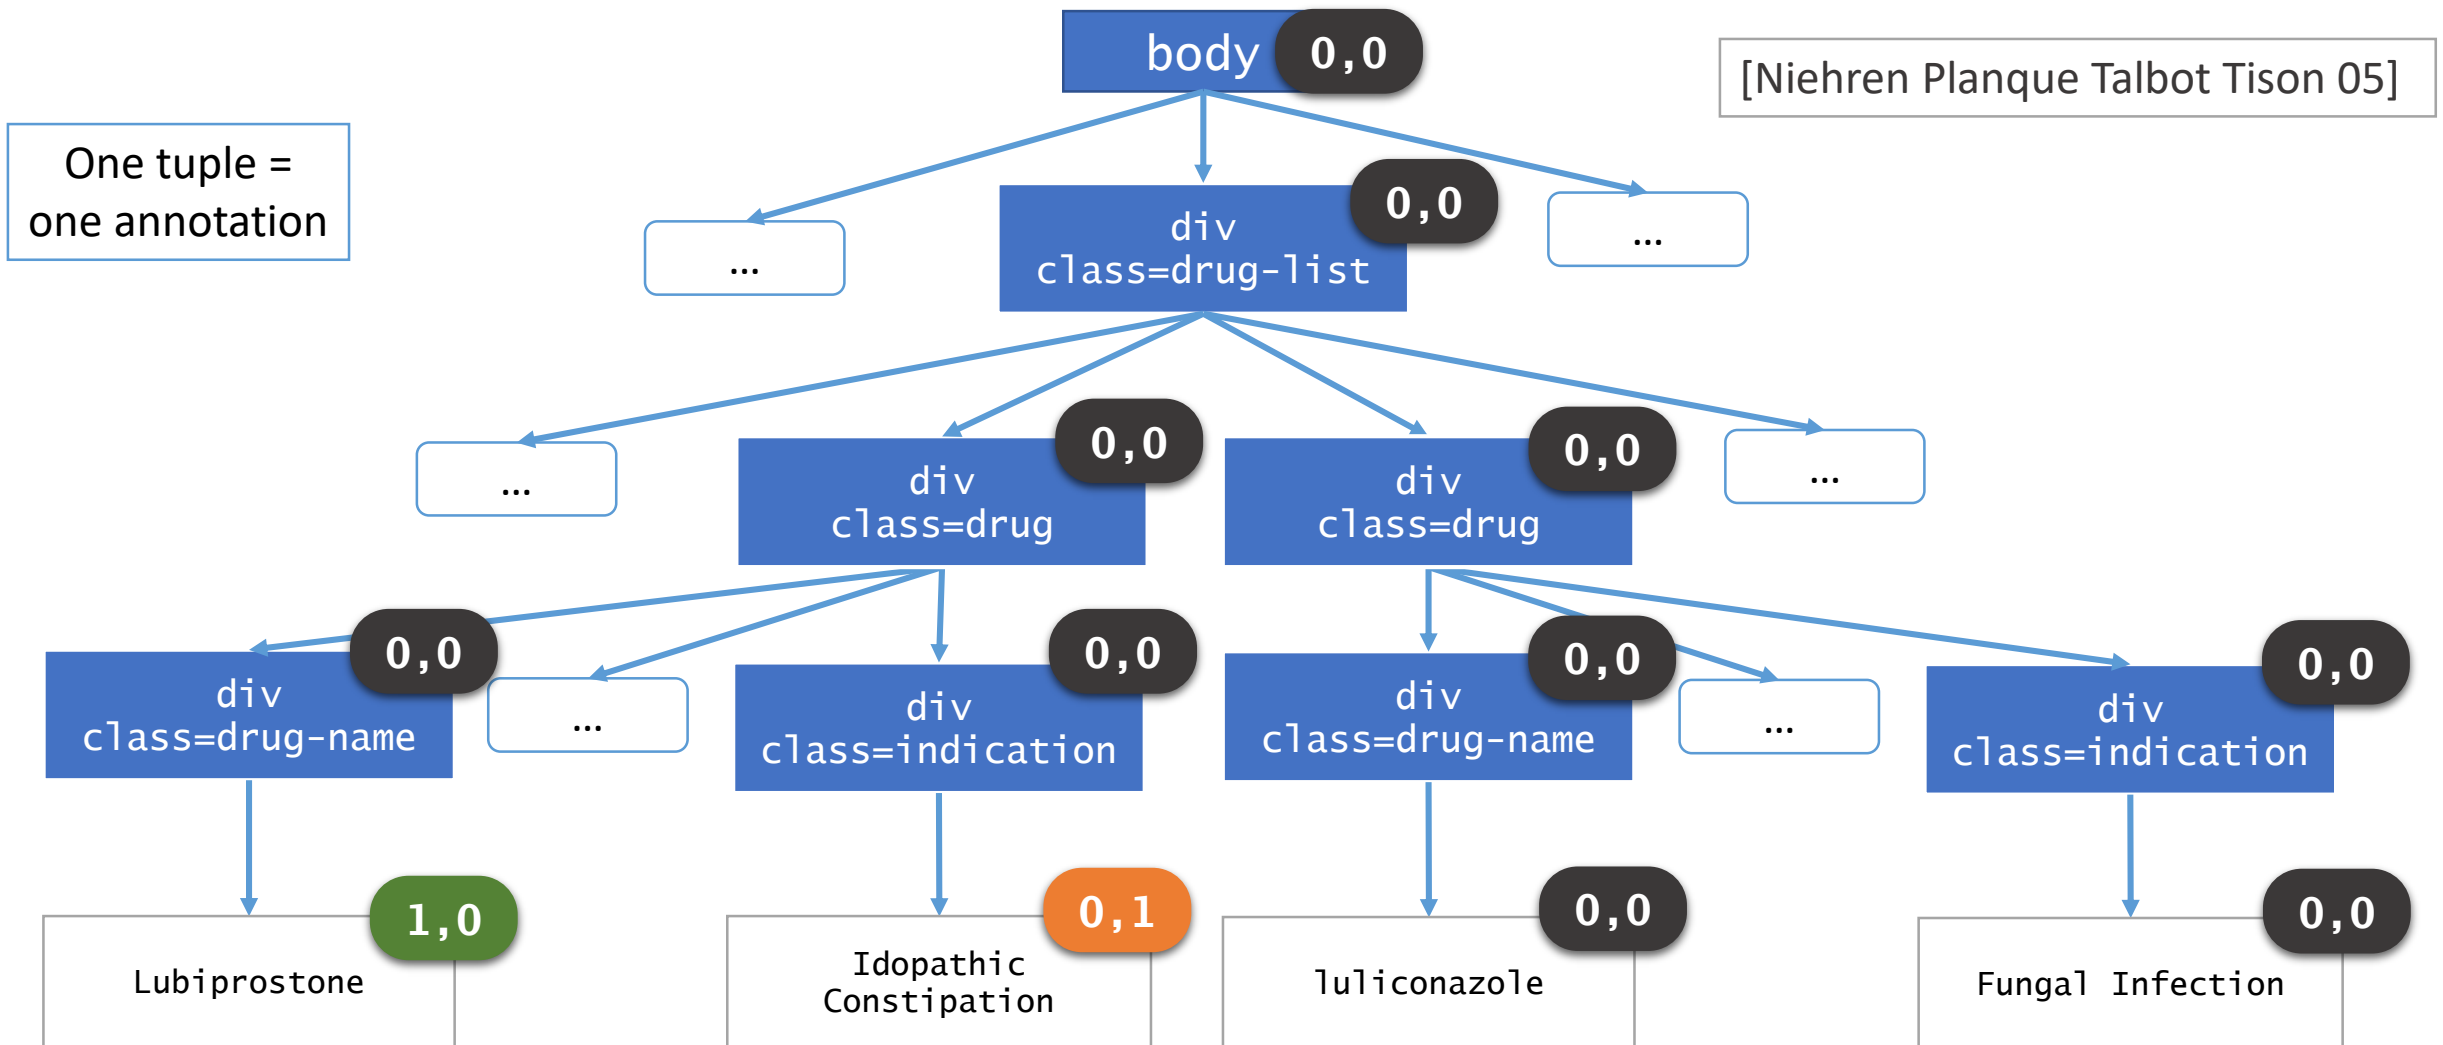 body
0,0
[Niehren Planque Talbot Tison 05]
One tuple =
one annotation
0,0
div
class=drug-list
...
...
0,0
0,0
div
class=drug
div
class=drug
...
...
0,0
0,0
0,0
0,0
div
class=drug-name
...
div
class=indication
div
class=drug-name
...
div
class=indication
1,0
0,1
0,0
0,0
Lubiprostone
Idopathic
Constipation
luliconazole
Fungal Infection